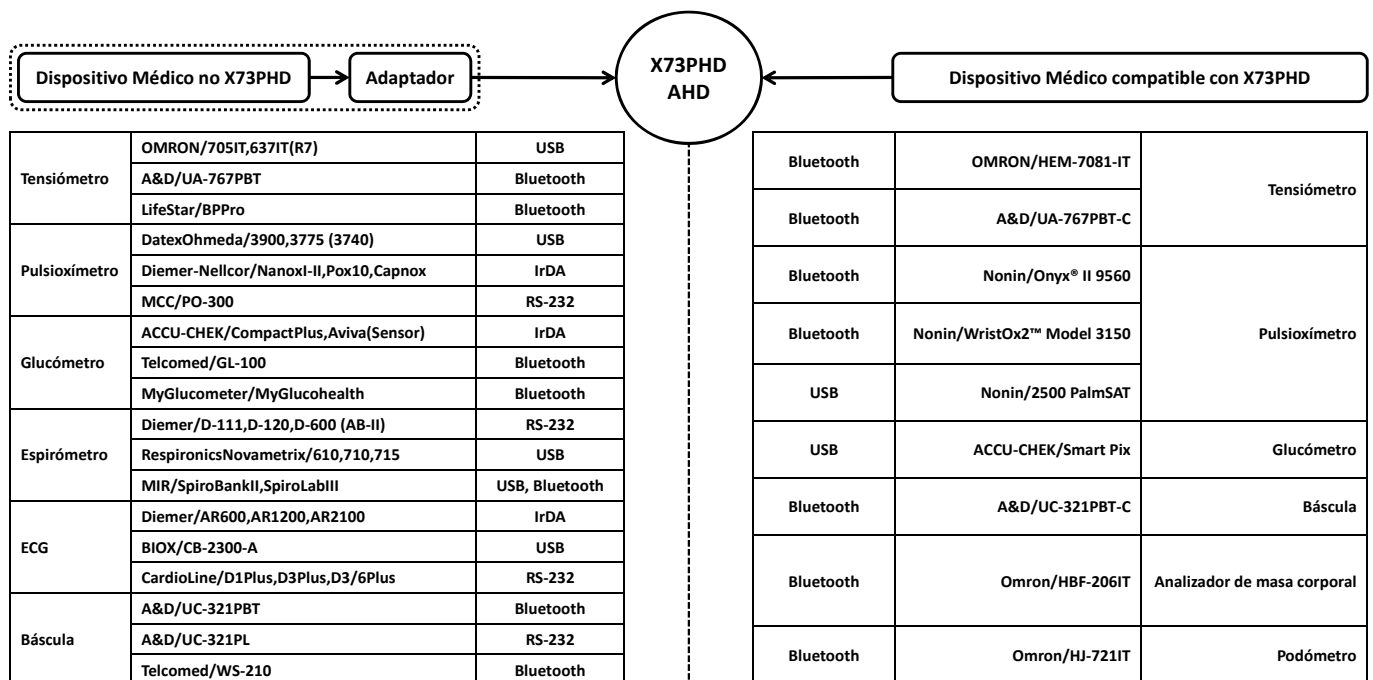 Dispositivo Médico no X73PHD
Adaptador
X73PHD
AHD
Dispositivo Médico compatible con X73PHD
Tensiómetro
OMRON/705IT,637IT(R7)
USB
A&D/UA-767PBT
Bluetooth
LifeStar/BPPro
Bluetooth
Pulsioxímetro
DatexOhmeda/3900,3775 (3740)
USB
Diemer-Nellcor/NanoxI-II,Pox10,Capnox
IrDA
MCC/PO-300
RS-232
Glucómetro
ACCU-CHEK/CompactPlus,Aviva(Sensor)
IrDA
Telcomed/GL-100
Bluetooth
MyGlucometer/MyGlucohealth
Bluetooth
Espirómetro
Diemer/D-111,D-120,D-600 (AB-II)
RS-232
RespironicsNovametrix/610,710,715
USB
MIR/SpiroBankII,SpiroLabIII
USB, Bluetooth
ECG
Diemer/AR600,AR1200,AR2100
IrDA
BIOX/CB-2300-A
USB
CardioLine/D1Plus,D3Plus,D3/6Plus
RS-232
Báscula
A&D/UC-321PBT
Bluetooth
A&D/UC-321PL
RS-232
Telcomed/WS-210
Bluetooth
Bluetooth
OMRON/HEM-7081-IT
Tensiómetro
Bluetooth
A&D/UA-767PBT-C
Bluetooth
Nonin/Onyx® II 9560
Pulsioxímetro
Bluetooth
Nonin/WristOx2™ Model 3150
USB
Nonin/2500 PalmSAT
USB
ACCU-CHEK/Smart Pix
Glucómetro
Bluetooth
A&D/UC-321PBT-C
Báscula
Bluetooth
Omron/HBF-206IT
Analizador de masa corporal
Bluetooth
Omron/HJ-721IT
Podómetro